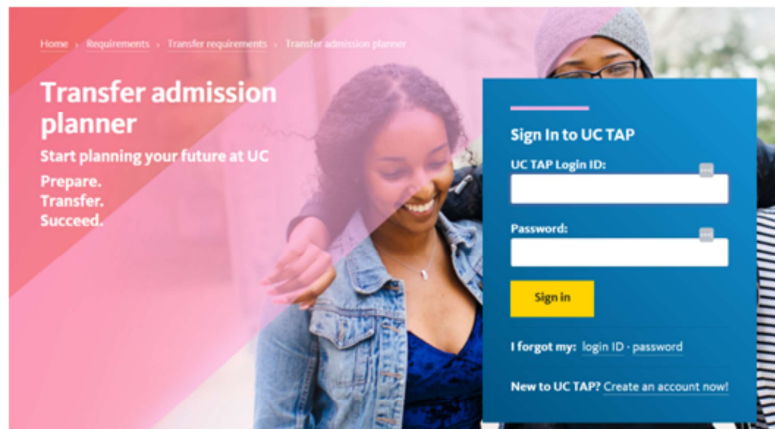 Home › Requirements › Transfer requirements › Transfer admission planner
Transfer admission
planner
Start planning your future at UC
Prepare.
Transfer.
Succeed.
Sign In to UC TAP
UC TAP Login ID:
Password:
Sign in
I forgot my: login ID · password
New to UC TAP? Create an account now!